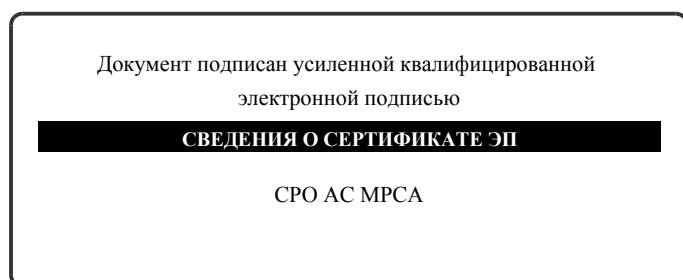 Документ подписан усиленной квалифицированной
электронной подписью
СВЕДЕНИЯ О СЕРТИФИКАТЕ ЭП
СРО АС МРСА